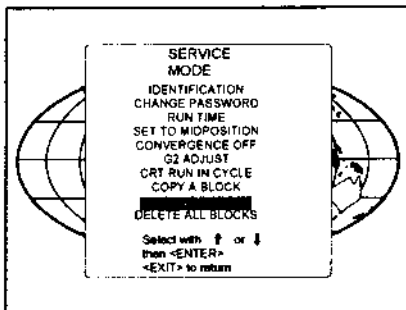 SERVICE
MODE
IDENTIFICATION
CHANGE PASSWORD
RUN TIME
SET TO MIDPOSITION
CONVERGENCE OFF
G2 ADJUST
CRT RUN IN CYCLE
COPY A BLOCK
DELETE ALL BLOCKS
Select with ↑ or ↓
then <ENTER>
<EXIT> to return